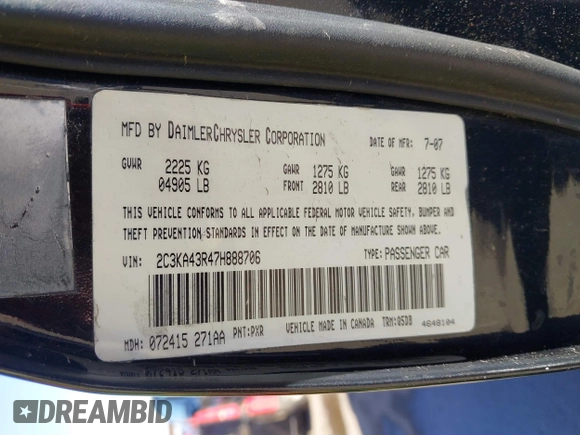 MFD BY DAIMLERCHRYSLER CORPORATION DATE OF MFR: 7-07
GVWR 2225 KG GAWR 1275 KG GAWR 1275 KG
04905 LB FRONT 2810 LB REAR 2810 LB
THIS VEHICLE CONFORMS TO ALL APPLICABLE FEDERAL MOTOR VEHICLE SAFETY, BUMPER AND
THEFT PREVENTION STANDARDS IN EFFECT ON THE DATE OF MANUFACTURE SHOWN ABOVE.
VIN: 2C3KA43R47H888706 TYPE: PASSENGER CAR
MDH: 072415 271AA PNT: PXR VEHICLE MADE IN CANADA TRM: 05DB 4648104
DREAMBID